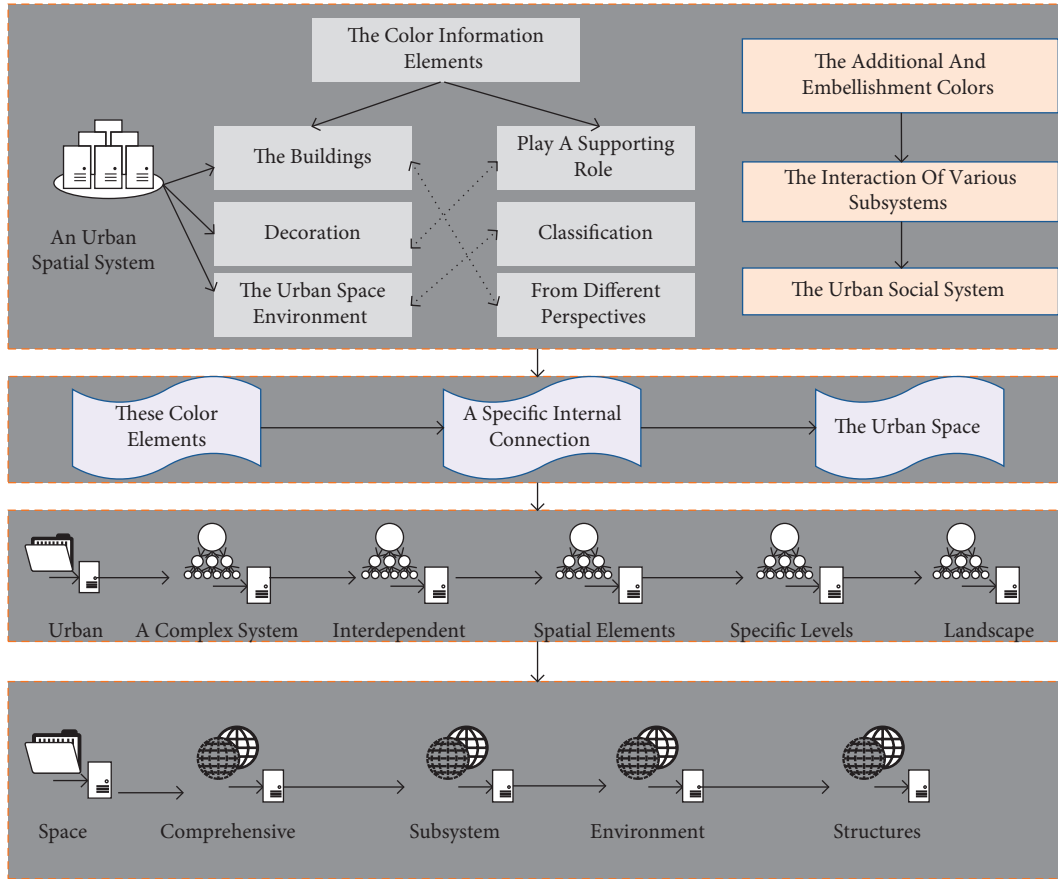 The Color Information
Elements
The Additional And
Embellishment Colors
The Buildings
Play A Supporting
Role
The Interaction Of Various
Subsystems
An Urban
Spatial System
Decoration
Classification
The Urban Space
Environment
From Different
Perspectives
The Urban Social System
These Color
Elements
A Specific Internal
Connection
The Urban Space
Urban
A Complex System
Interdependent
Spatial Elements
Specific Levels
Landscape
Space
Comprehensive
Subsystem
Environment
Structures